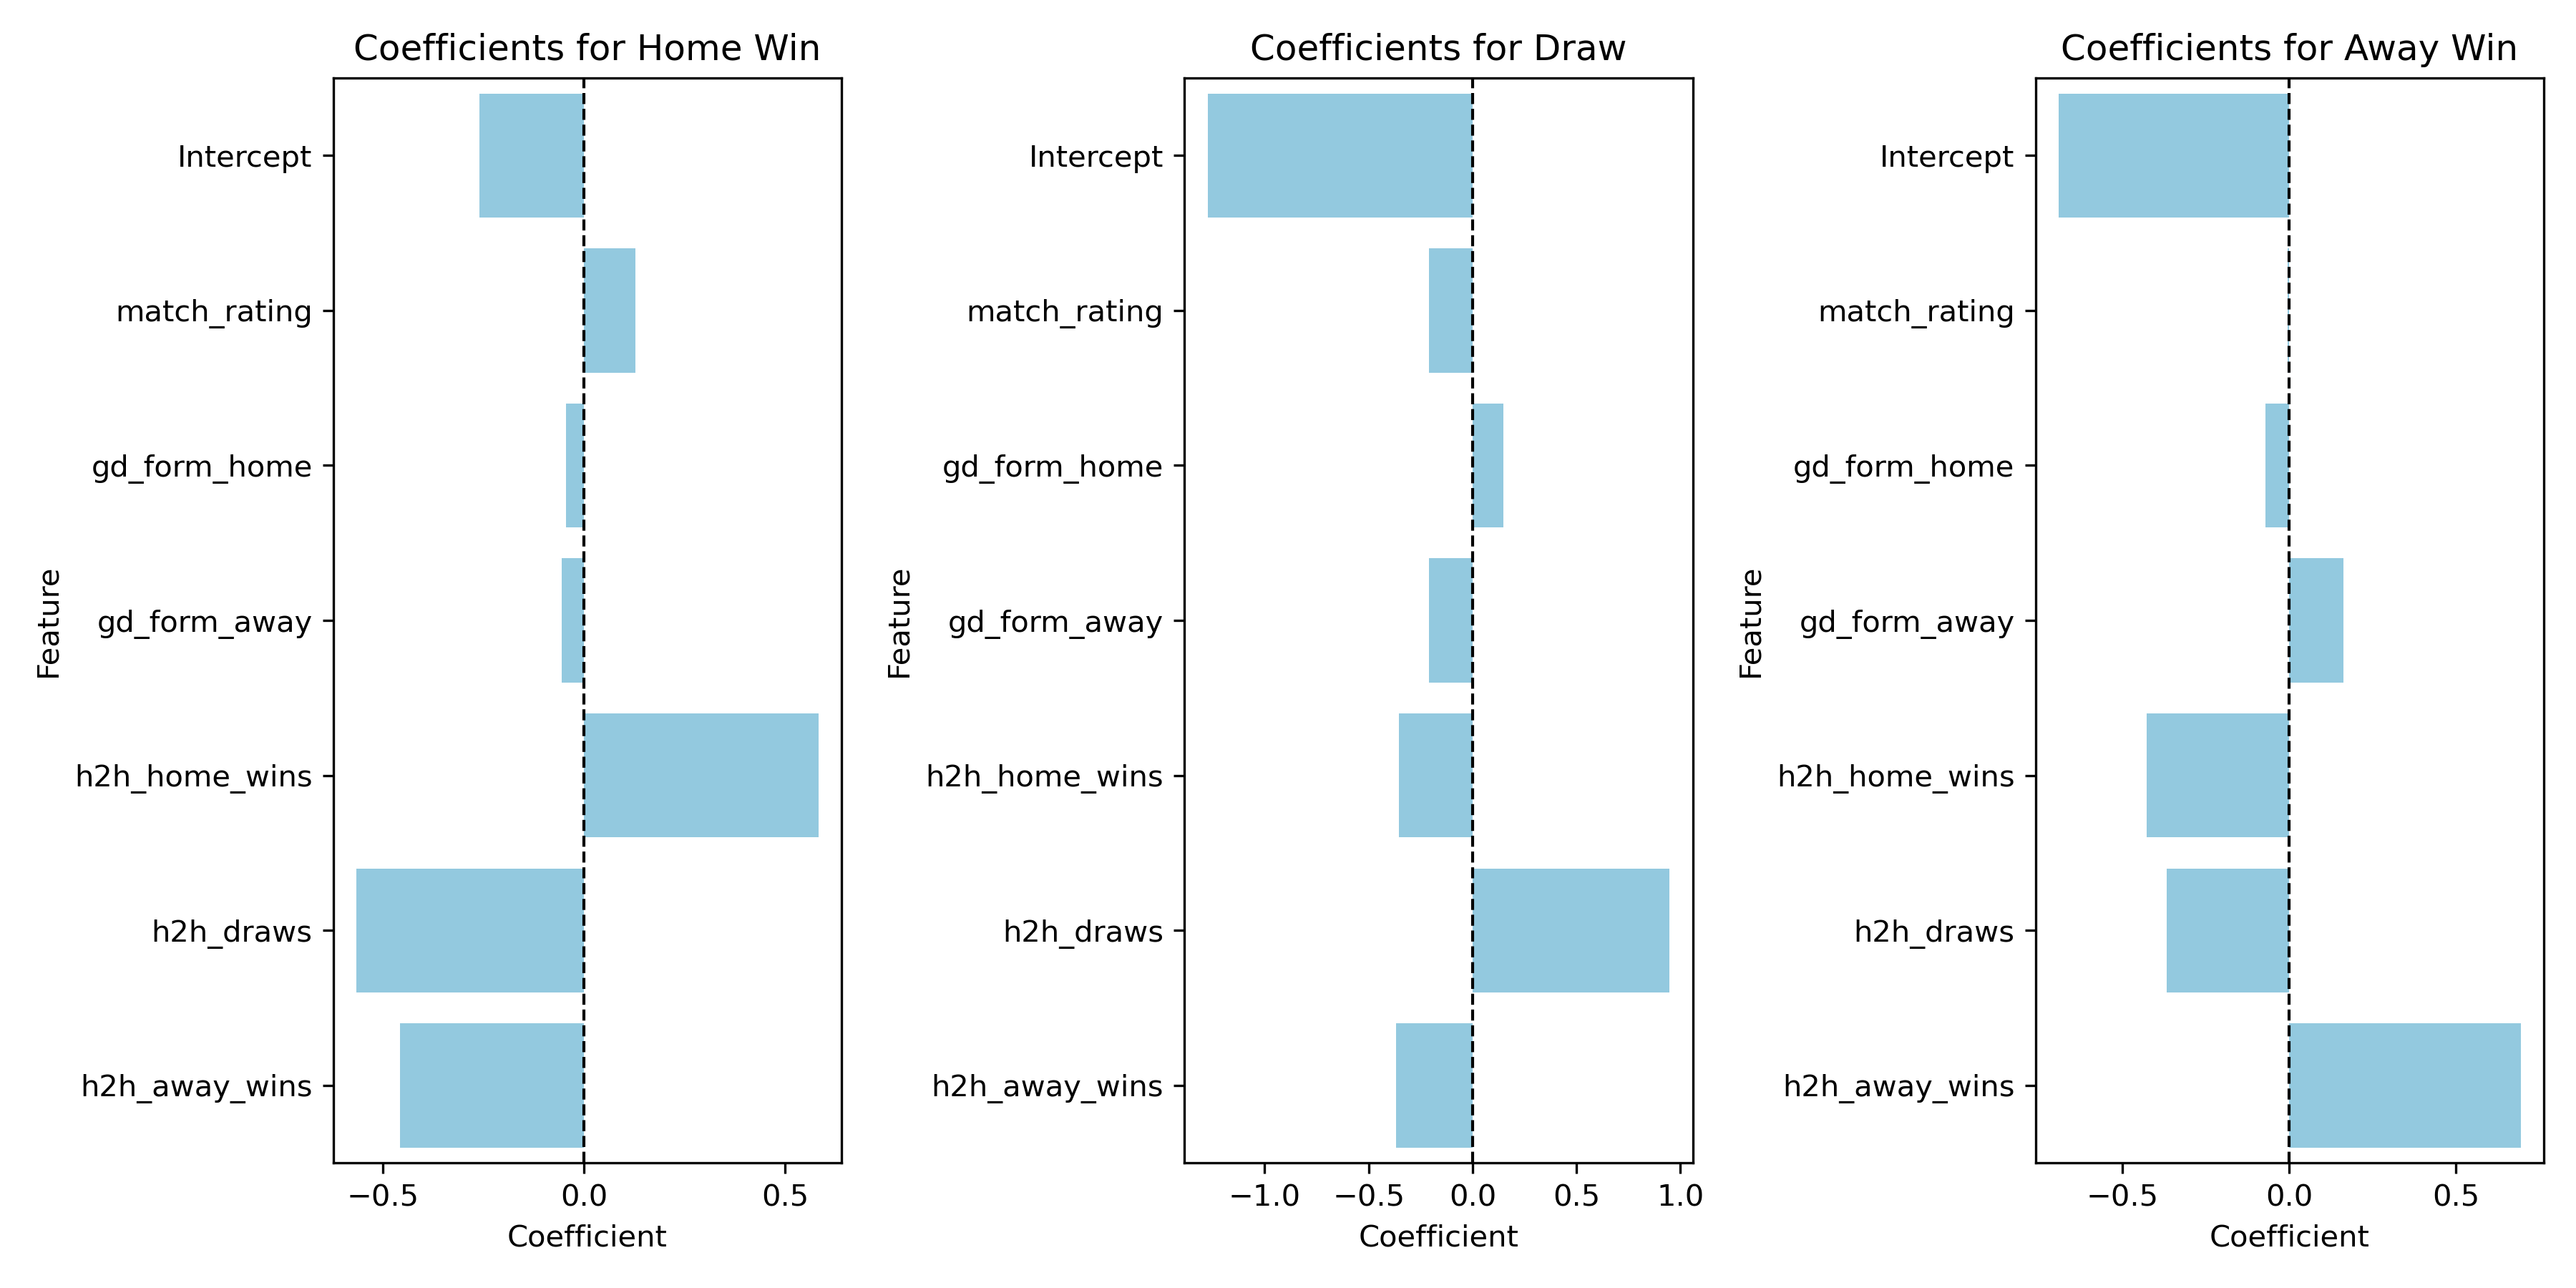 Coefficients for Home Win
Intercept
match_rating
gd_form_home
gd_form_away
h2h_home_wins
h2h_draws
h2h_away_wins
Feature
−0.5 0.0 0.5
Coefficient
Coefficients for Draw
Intercept
match_rating
gd_form_home
gd_form_away
h2h_home_wins
h2h_draws
h2h_away_wins
Feature
−1.0 −0.5 0.0 0.5 1.0
Coefficient
Coefficients for Away Win
Intercept
match_rating
gd_form_home
gd_form_away
h2h_home_wins
h2h_draws
h2h_away_wins
Feature
−0.5 0.0 0.5
Coefficient